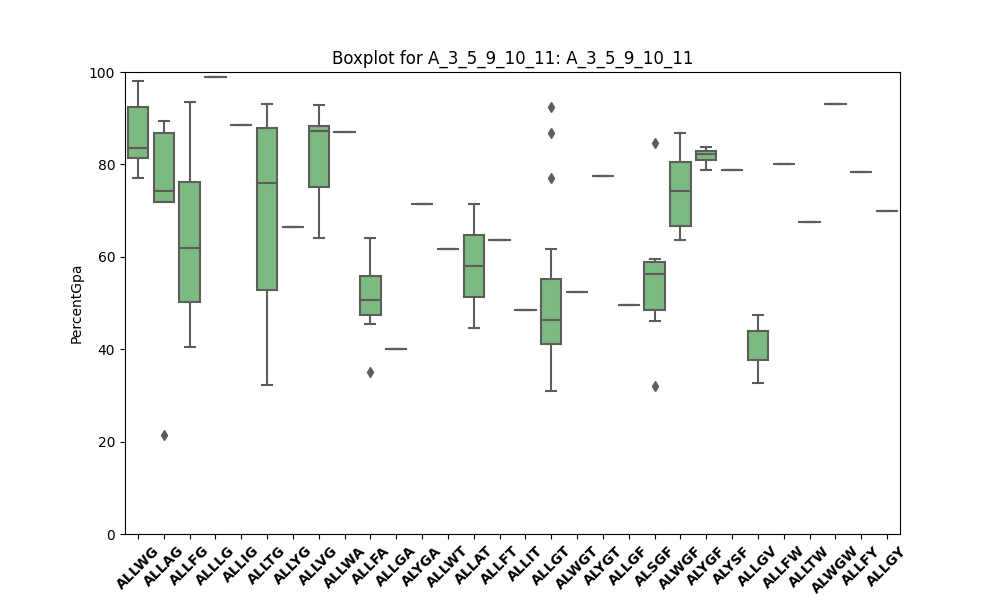 Boxplot for A_3_5_9_10_11: A_3_5_9_10_11
PercentGpa
100
80
60
40
20
0
ALLWG
ALLAG
ALLFG
ALLLG
ALLIG
ALLTG
ALLYG
ALLVG
ALLWA
ALLFA
ALLGA
ALYGA
ALLWT
ALLAT
ALLFT
ALLIT
ALLGT
ALWGT
ALYGT
ALLGF
ALSGF
ALWGF
ALYGF
ALYSF
ALLGV
ALLFW
ALLTW
ALWGW
ALLFY
ALLGY